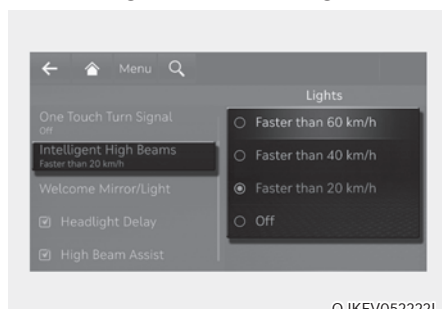 Menu
Lights
One Touch Turn Signal
Off
Intelligent High Beams
Faster than 20 km/h
Welcome Mirror/Light
Headlight Delay
High Beam Assist
Faster than 60 km/h
Faster than 40 km/h
Faster than 20 km/h
Off